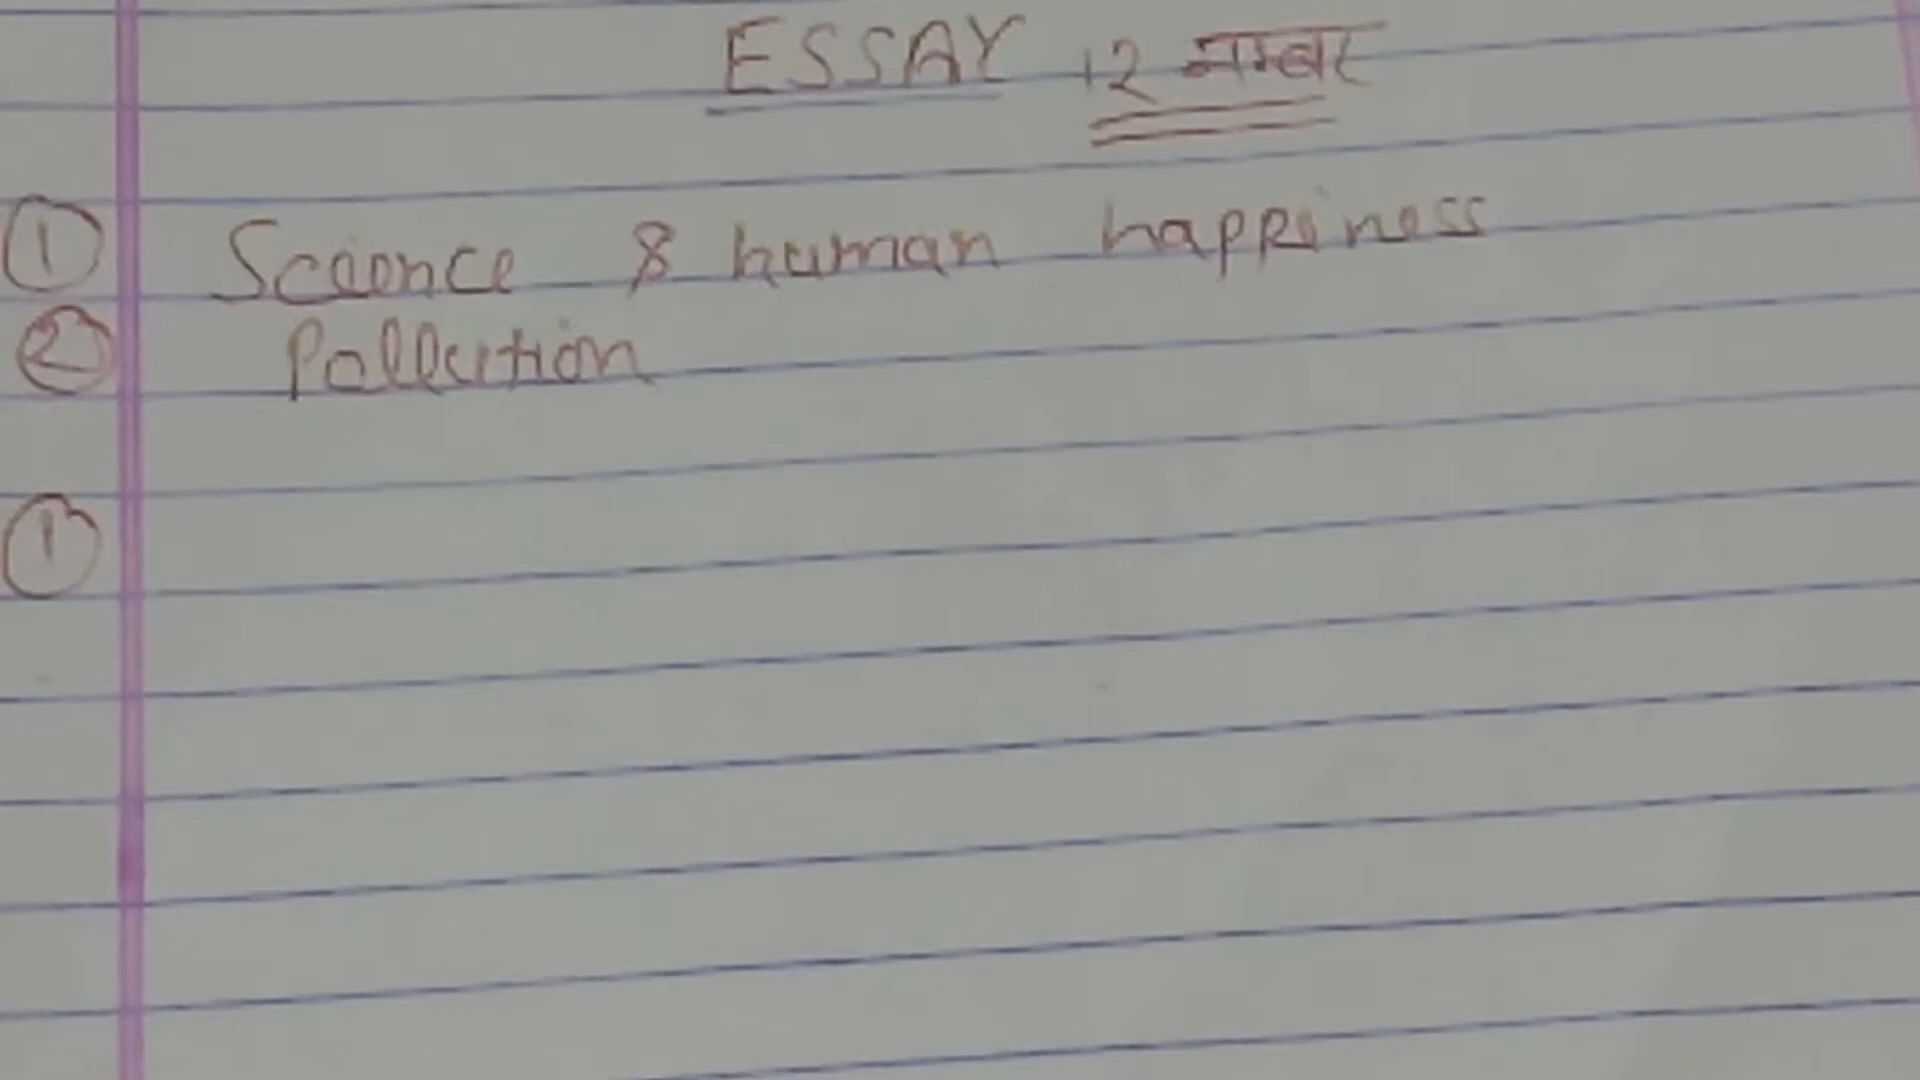 ESSAY 12 नम्बर
① Science & human happiness
② Pollution
①